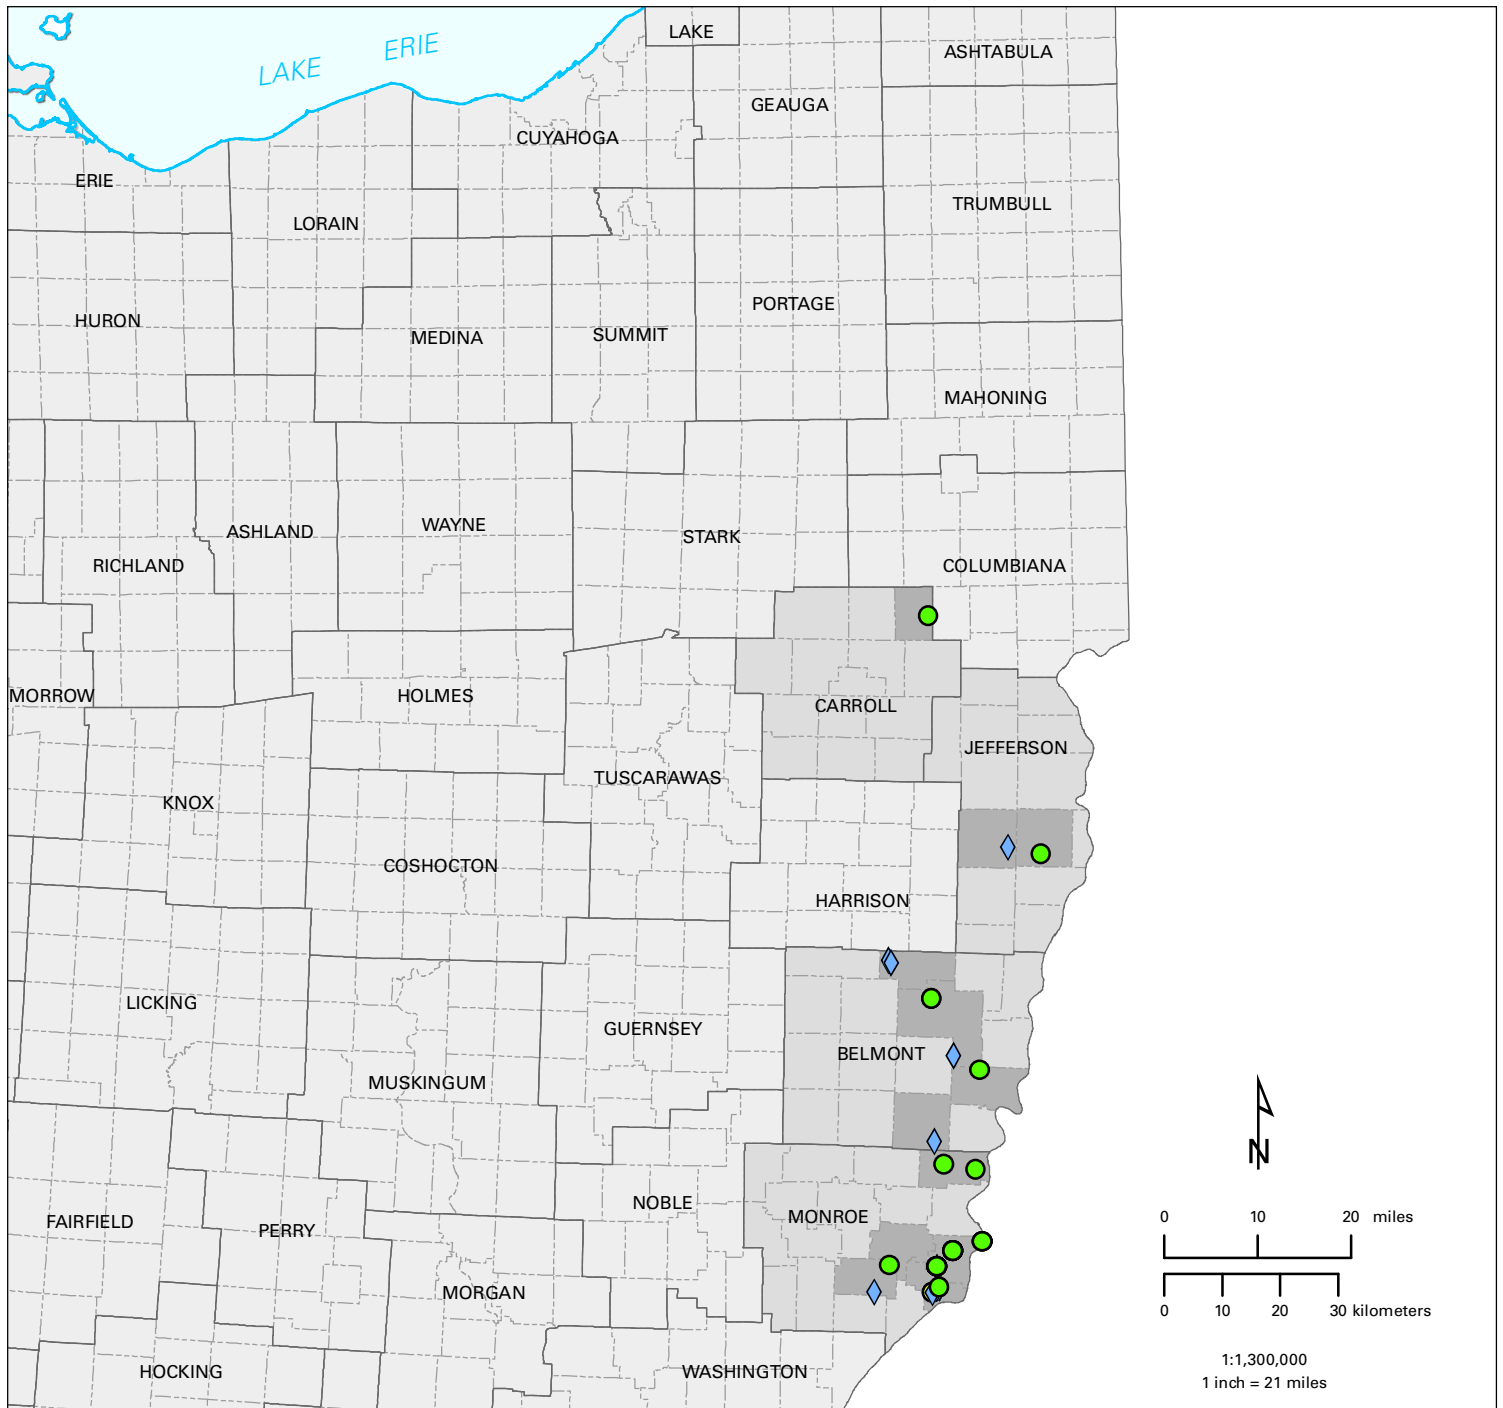 LAKE
ASHTABULA
LAKE ERIE
GEAUGA
CUYAHOGA
ERIE
TRUMBULL
LORAIN
PORTAGE
HURON
SUMMIT
MEDINA
MAHONING
WAYNE
ASHLAND
STARK
RICHLAND
COLUMBIANA
MORROW
HOLMES
CARROLL
JEFFERSON
TUSCARAWAS
KNOX
COSHOCTON
HARRISON
LICKING
GUERNSEY
BELMONT
MUSKINGUM
N
NOBLE
MONROE
FAIRFIELD
PERRY
0 10 20 miles
MORGAN
0 10 20 30 kilometers
1:1,300,000
HOCKING
WASHINGTON
1 inch = 21 miles